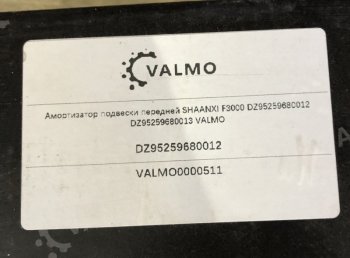 VALMO
Амортизатор подвески передней SHAANXI F3000 DZ95259680012
DZ95259680013 VALMO
DZ95259680012
VALMO0000511